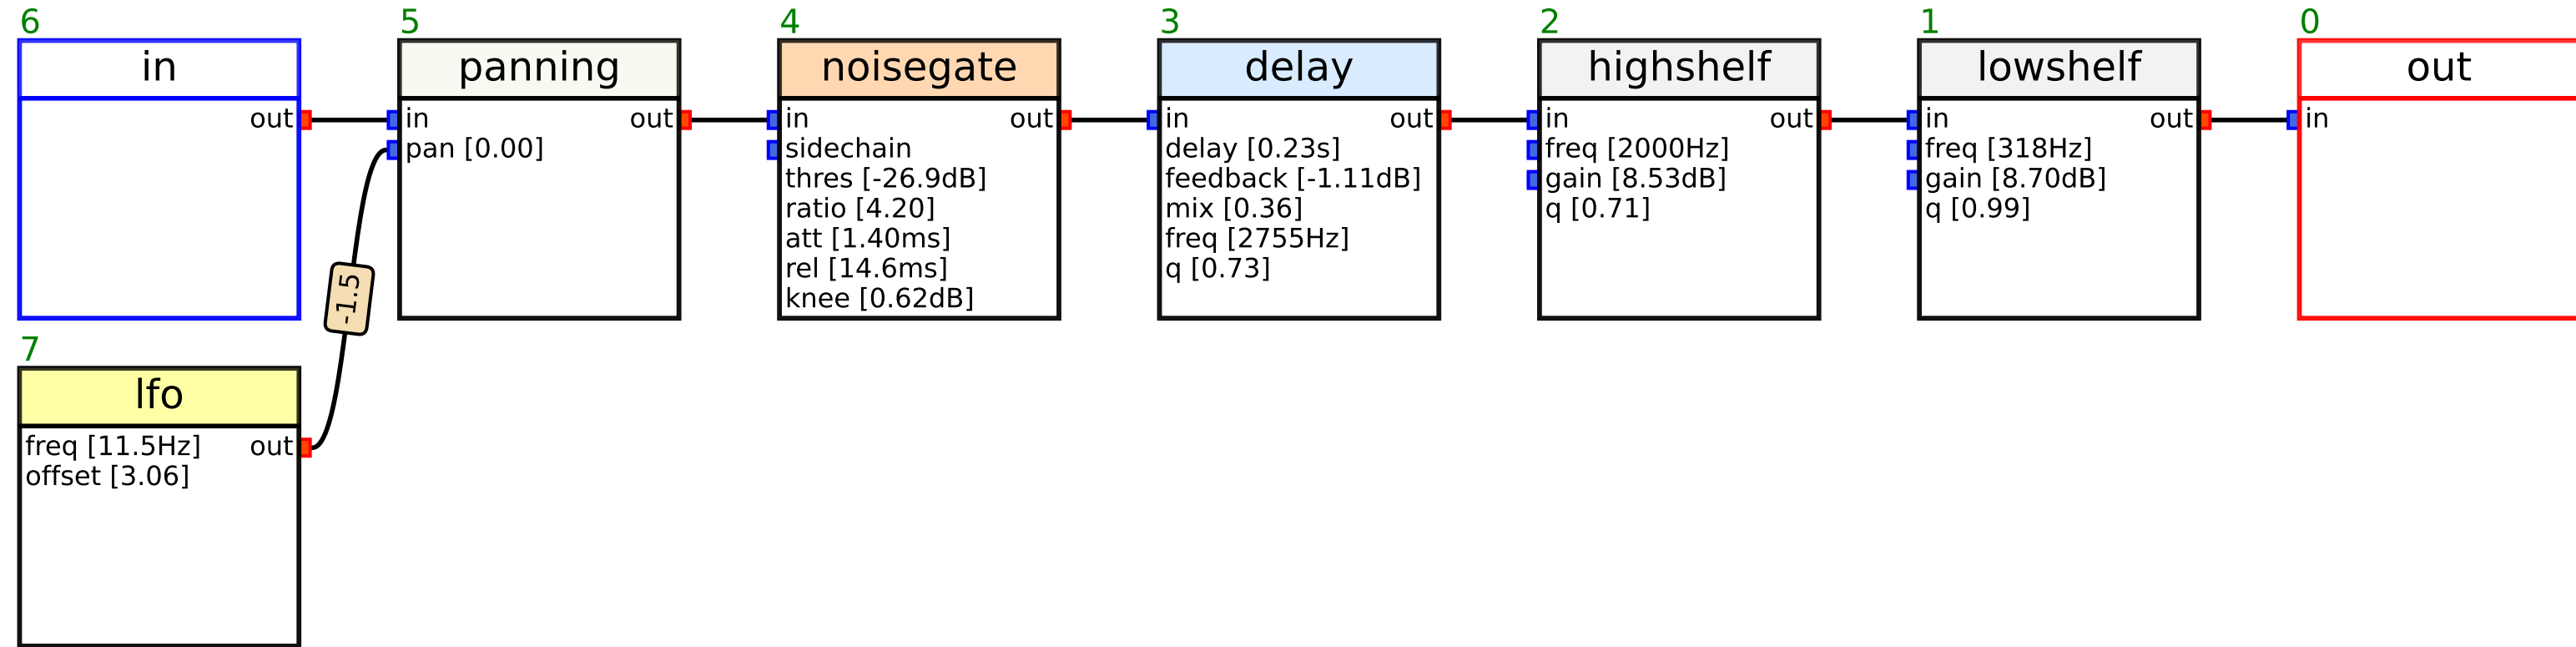 6
in
out
5
panning
in out
pan [0.00]
4
noisegate
in out
sidechain
thres [-26.9dB]
ratio [4.20]
att [1.40ms]
rel [14.6ms]
knee [0.62dB]
3
delay
in out
delay [0.23s]
feedback [-1.11dB]
mix [0.36]
freq [2755Hz]
q [0.73]
2
highshelf
in out
freq [2000Hz]
gain [8.53dB]
q [0.71]
1
lowshelf
in out
freq [318Hz]
gain [8.70dB]
q [0.99]
0
out
in
-1.5
7
lfo
freq [11.5Hz] out
offset [3.06]